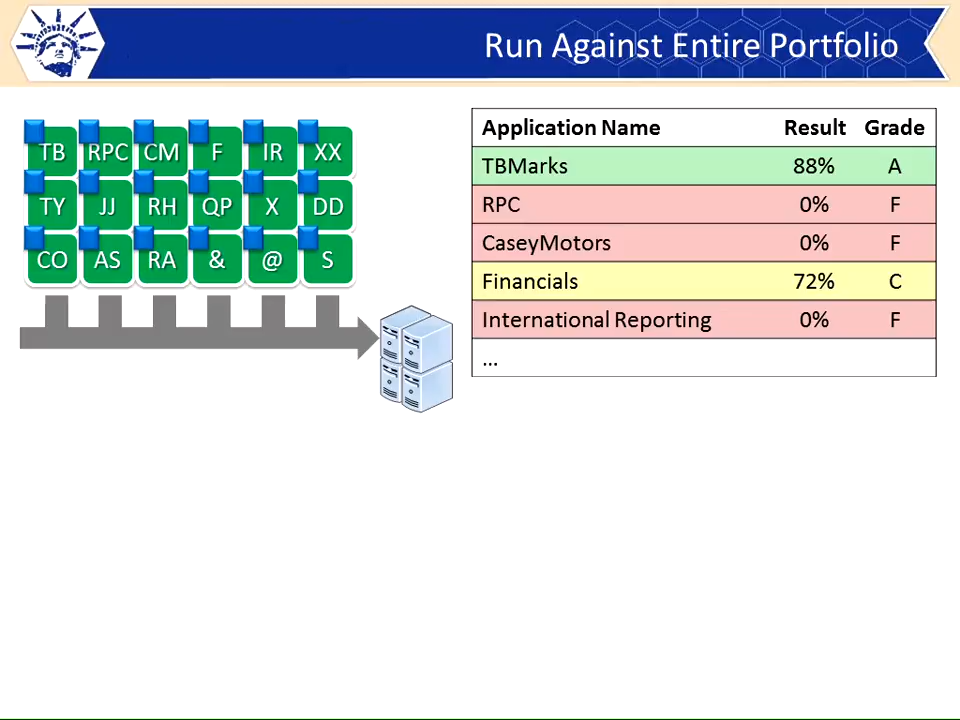 Run Against Entire Portfolio
TB RPC CM F IR XX
TY JJ RH QP X DD
CO AS RA & @ S
Application Name Result Grade
TBMarks 88% A
RPC 0% F
CaseyMotors 0% F
Financials 72% C
International Reporting 0% F
...